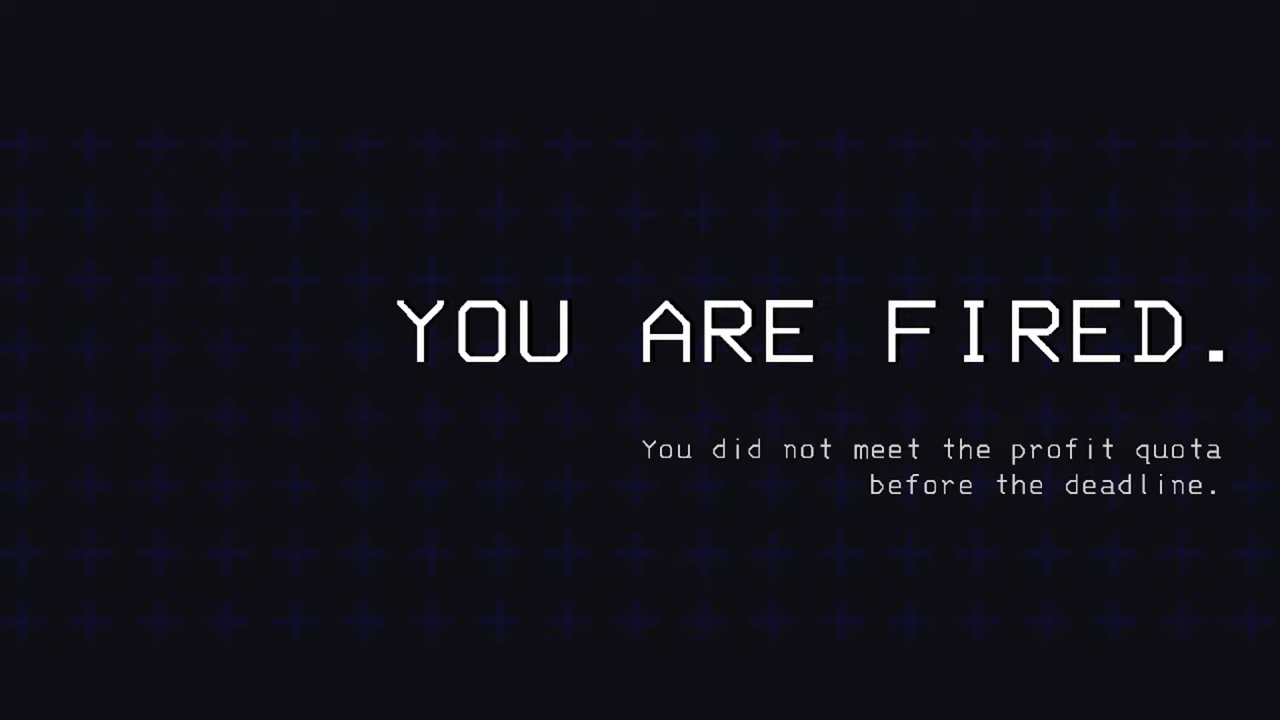 YOU ARE FIRED.
You did not meet the profit quota
before the deadline.